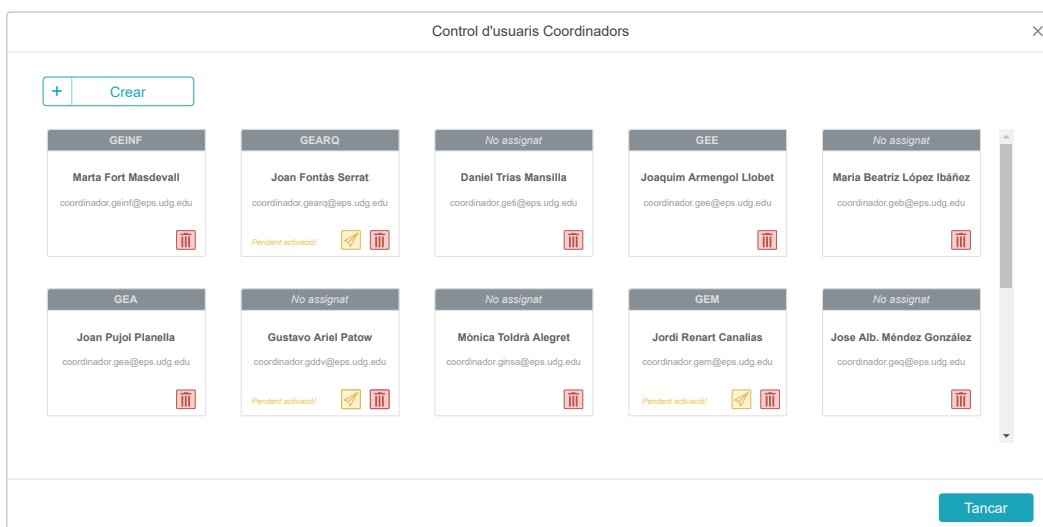 Control d'usuaris Coordinadors
+ Crear
GEINF
Marta Fort Masdevall
coordinador.geinf@eps.udg.edu
GEARQ
Joan Fontàs Serrat
coordinador.gearq@eps.udg.edu
Pendent activació!
No assignat
Daniel Trias Mansilla
coordinador.geti@eps.udg.edu
GEE
Joaquim Armengol Llobet
coordinador.gee@eps.udg.edu
No assignat
Maria Beatríz López Ibáñez
coordinador.geb@eps.udg.edu
GEA
Joan Pujol Planella
coordinador.gea@eps.udg.edu
No assignat
Gustavo Ariel Patow
coordinador.gddv@eps.udg.edu
Pendent activació!
No assignat
Mònica Toldrà Alegret
coordinador.ginsa@eps.udg.edu
GEM
Jordi Renart Canalias
coordinador.gem@eps.udg.edu
Pendent activació!
No assignat
Jose Alb. Méndez González
coordinador.geq@eps.udg.edu
Tancar